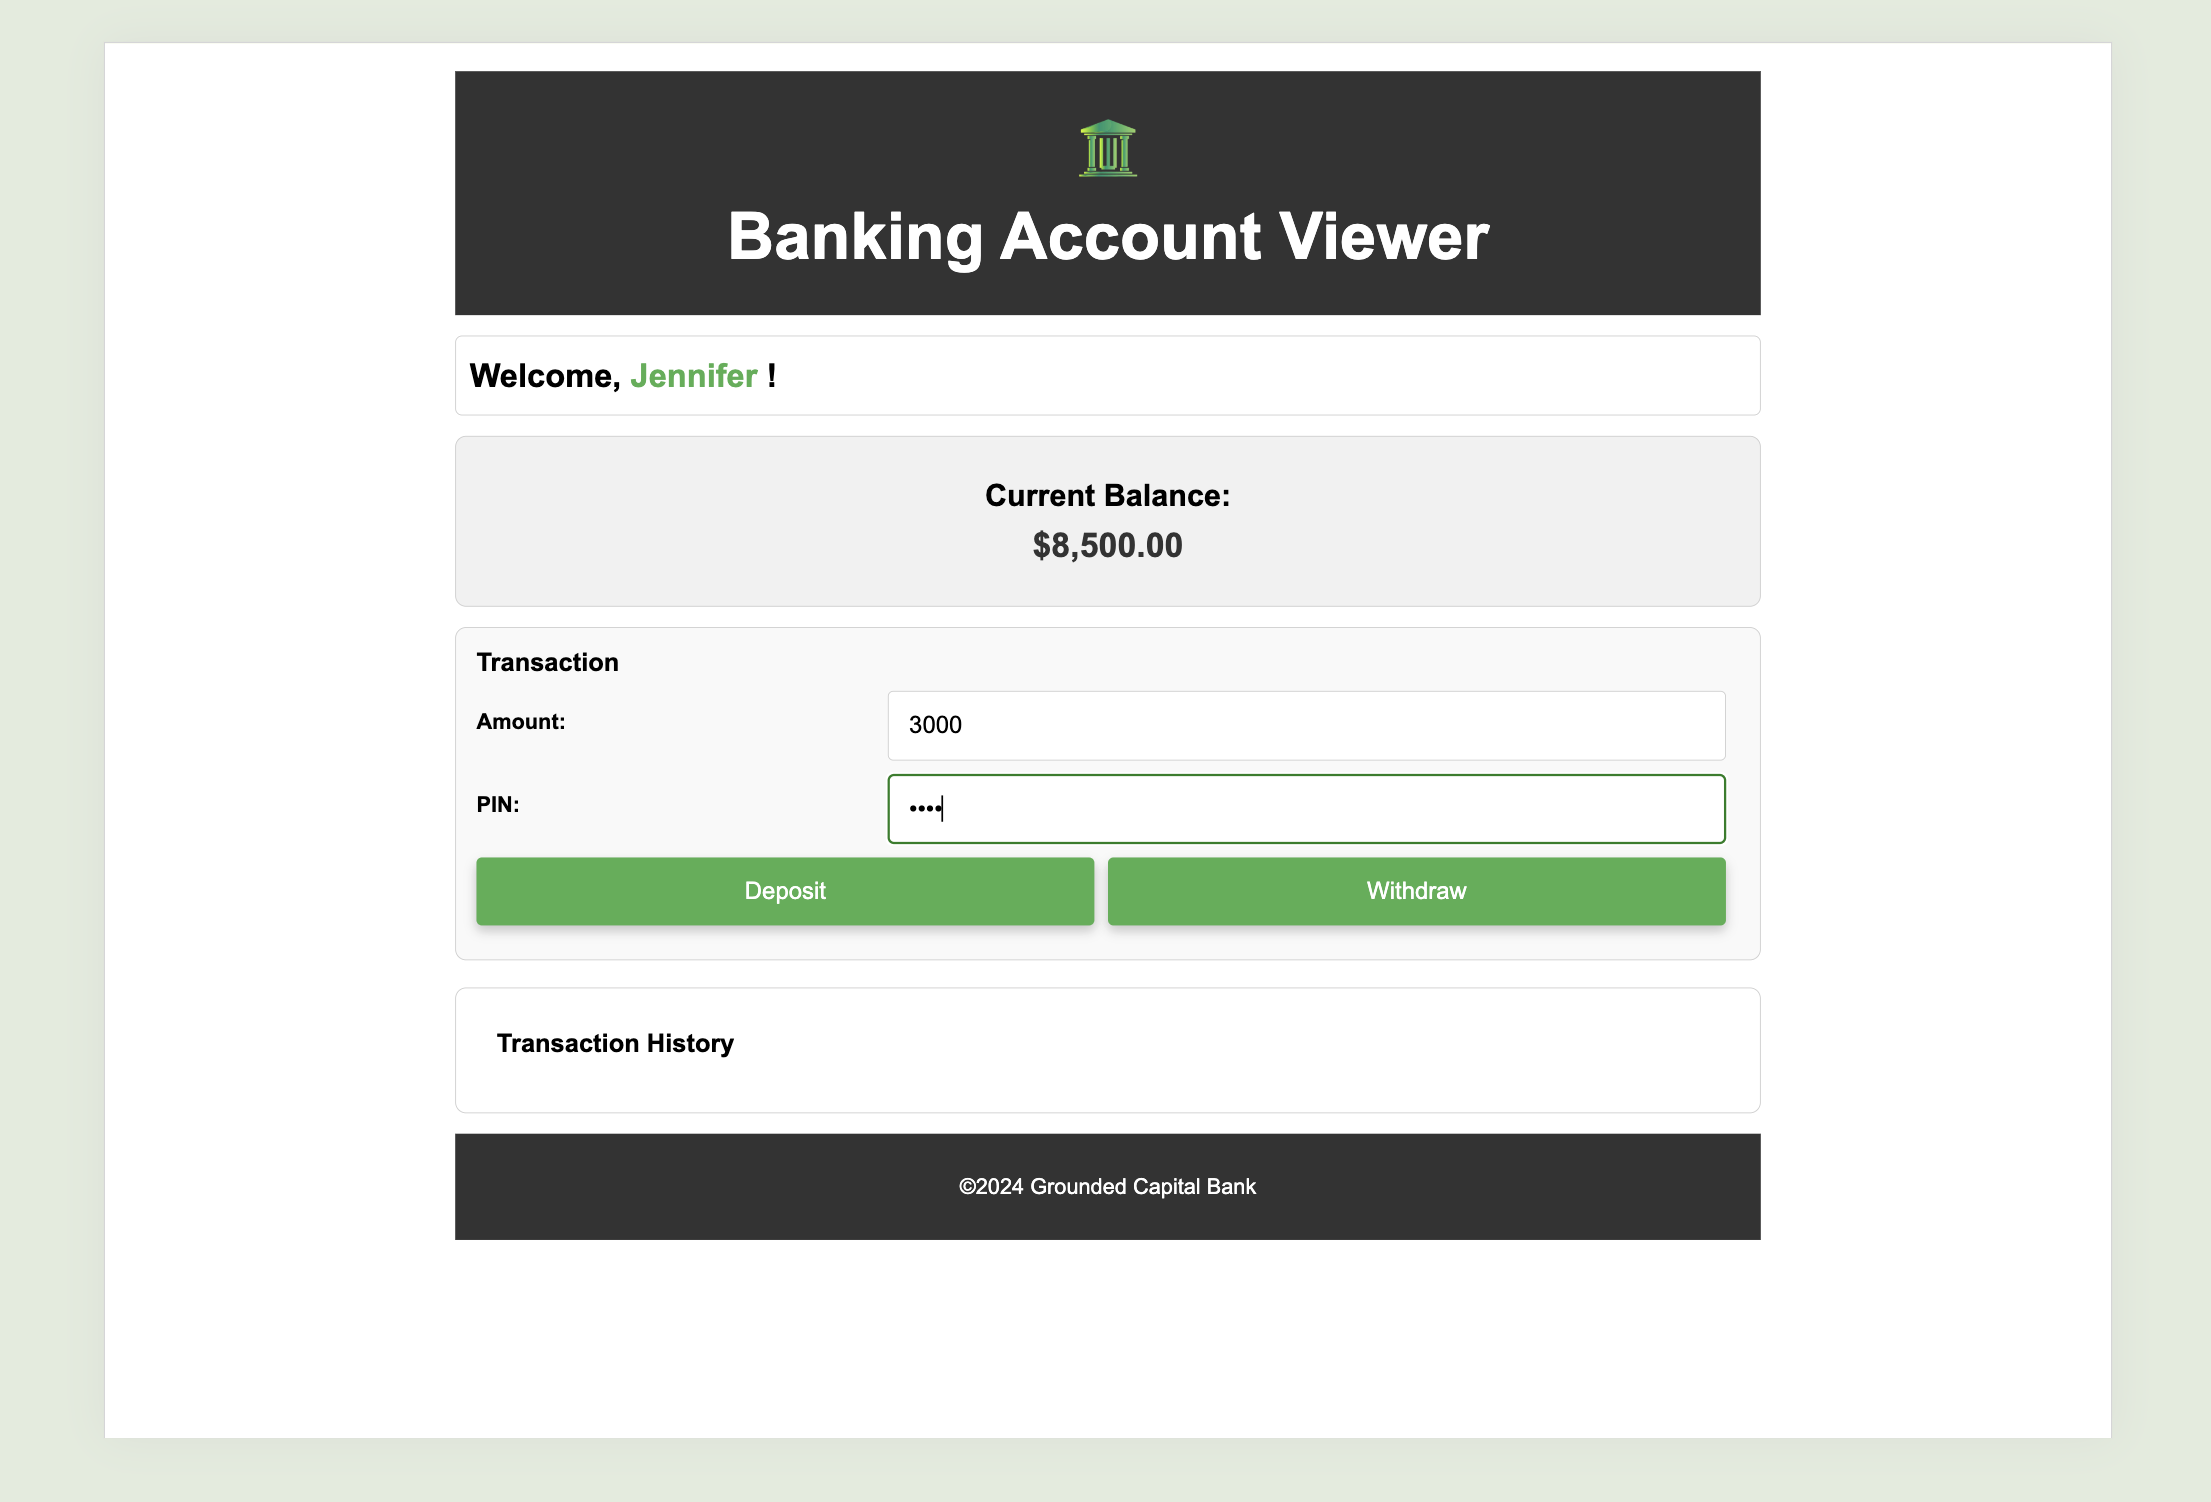 Banking Account Viewer
Welcome, Jennifer !
Current Balance:
$8,500.00
Transaction
Amount:
3000
PIN:
••••
Deposit
Withdraw
Transaction History
©2024 Grounded Capital Bank